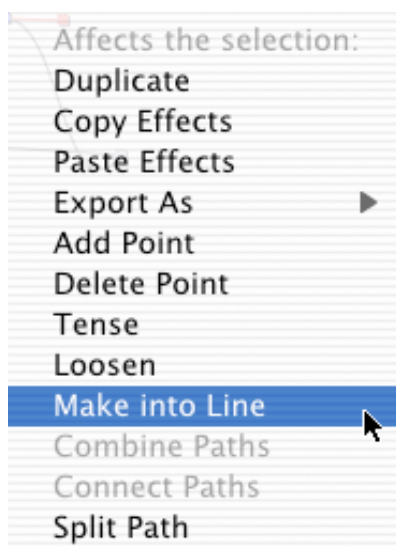 Affects the selection:
Duplicate
Copy Effects
Paste Effects
Export As
Add Point
Delete Point
Tense
Loosen
Make into Line
Combine Paths
Connect Paths
Split Path